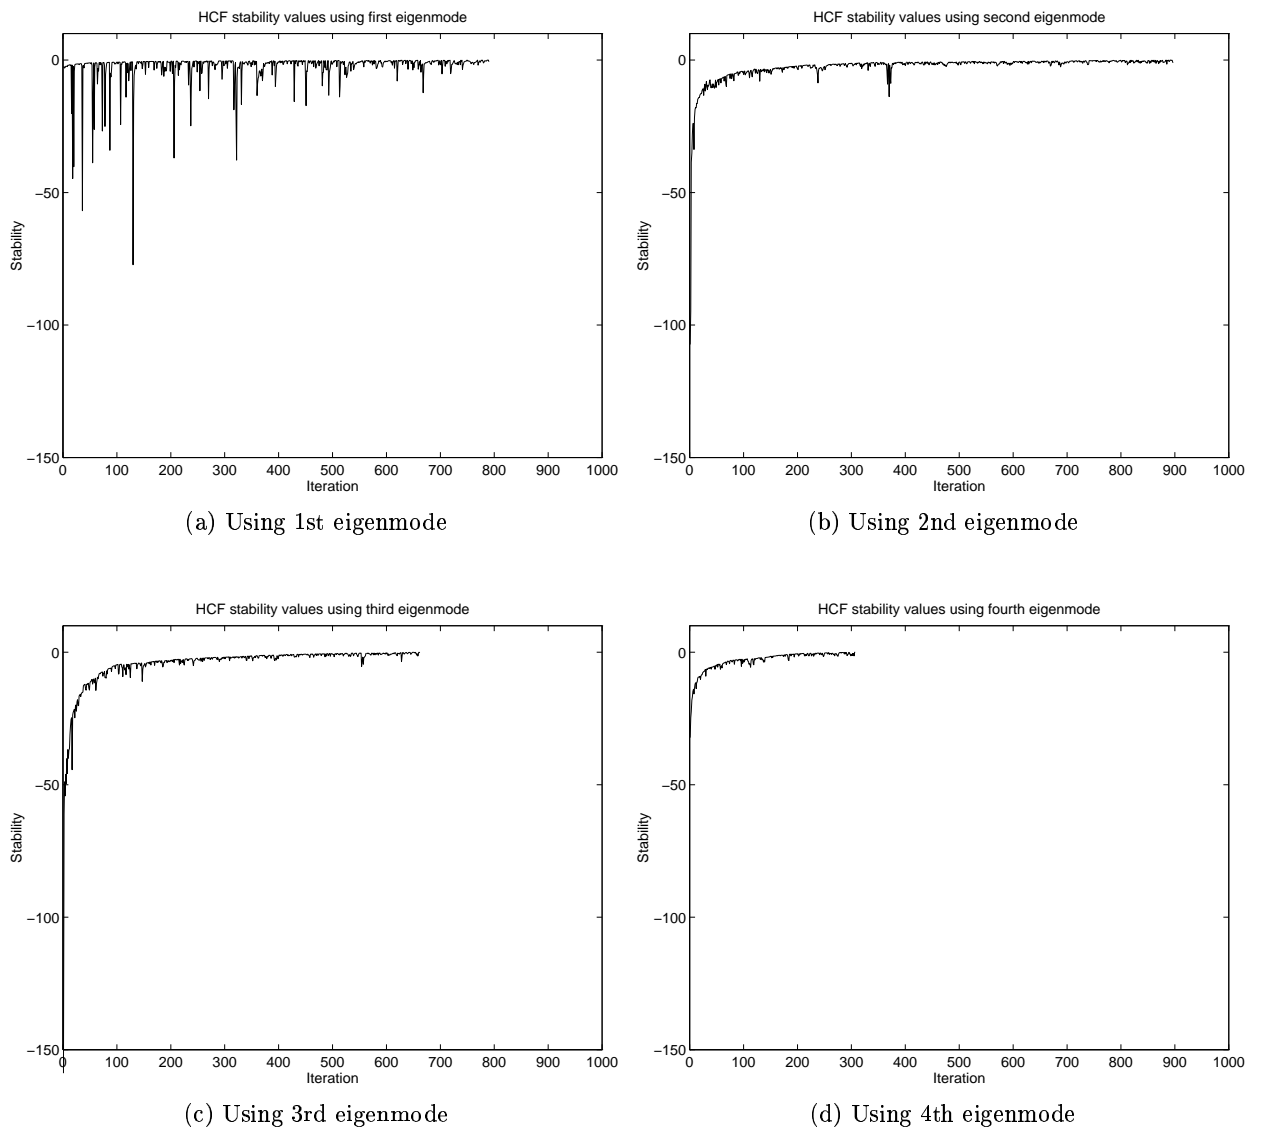 HCF stability values using first eigenmode
0
−50
−100
−150
Stability
0 100 200 300 400 500 600 700 800 900 1000
Iteration
(a) Using 1st eigenmode
HCF stability values using second eigenmode
0
−50
−100
−150
Stability
0 100 200 300 400 500 600 700 800 900 1000
Iteration
(b) Using 2nd eigenmode
HCF stability values using third eigenmode
0
−50
−100
−150
Stability
0 100 200 300 400 500 600 700 800 900 1000
Iteration
(c) Using 3rd eigenmode
HCF stability values using fourth eigenmode
0
−50
−100
−150
Stability
0 100 200 300 400 500 600 700 800 900 1000
Iteration
(d) Using 4th eigenmode